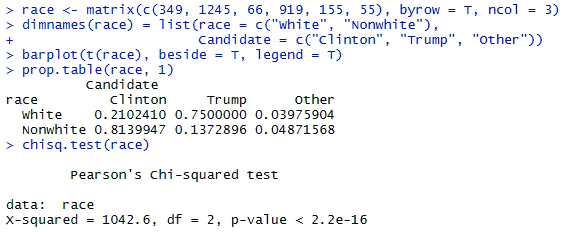 > race <- matrix(c(349, 1245, 66, 919, 155, 55), byrow = T, ncol = 3)
> dimnames(race) = list(race = c("White", "Nonwhite"),
+                       Candidate = c("Clinton", "Trump", "Other"))
> barplot(t(race), beside = T, legend = T)
> prop.table(race, 1)
          Candidate
race         Clinton     Trump      Other
  White    0.2102410 0.7500000 0.03975904
  Nonwhite 0.8139947 0.1372896 0.04871568
> chisq.test(race)
        Pearson's Chi-squared test
data:  race
X-squared = 1042.6, df = 2, p-value < 2.2e-16